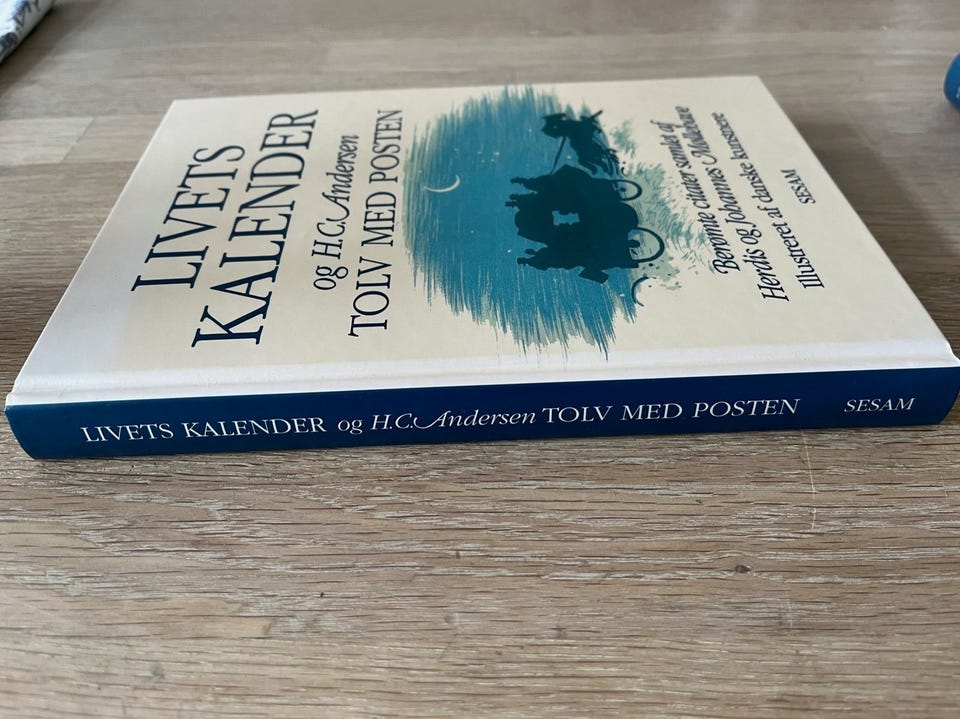 LIVETS
KALENDER
og H.C. Andersen
TOLV MED POSTEN
Berømte citater samlet af
Herdis og Johannes Møllehave
Illustreret af danske kunstnere
SESAM
LIVETS KALENDER og H.C. Andersen TOLV MED POSTEN SESAM